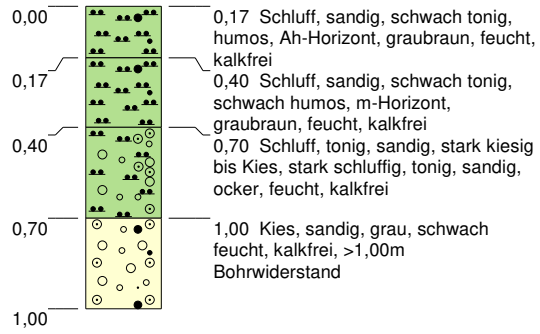 0,00
0,17 Schluff, sandig, schwach tonig,
humos, Ah-Horizont, graubraun, feucht,
kalkfrei
0,17
0,40 Schluff, sandig, schwach tonig,
schwach humos, m-Horizont,
graubraun, feucht, kalkfrei
0,40
0,70 Schluff, tonig, sandig, stark kiesig
bis Kies, stark schluffig, tonig, sandig,
ocker, feucht, kalkfrei
0,70
1,00 Kies, sandig, grau, schwach
feucht, kalkfrei, >1,00m
Bohrwiderstand
1,00